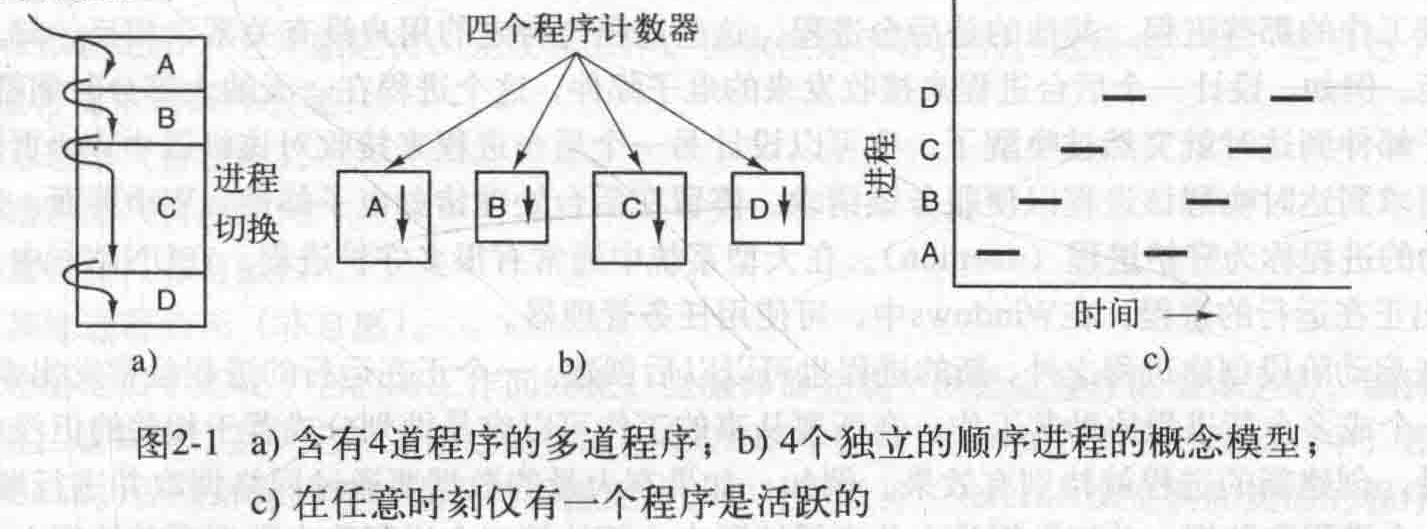 四个程序计数器
A
B
C
D
进程
切换
A
B
C
D
D
C
B
A
进程
时间
a)
b)
c)
图2-1 a) 含有4道程序的多道程序；b) 4个独立的顺序进程的概念模型；
c) 在任意时刻仅有一个程序是活跃的